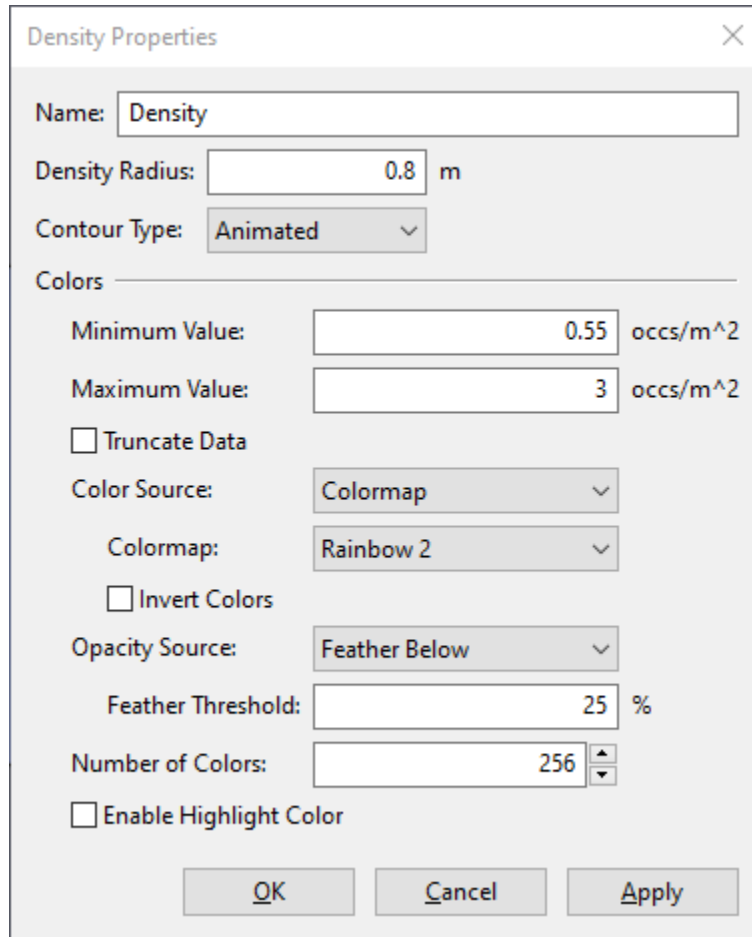 Density Properties
Name: Density
Density Radius: 0.8 m
Contour Type: Animated
Colors
Minimum Value: 0.55 occs/m^2
Maximum Value: 3 occs/m^2
Truncate Data
Color Source: Colormap
Colormap: Rainbow 2
Invert Colors
Opacity Source: Feather Below
Feather Threshold: 25 %
Number of Colors: 256
Enable Highlight Color
OK Cancel Apply